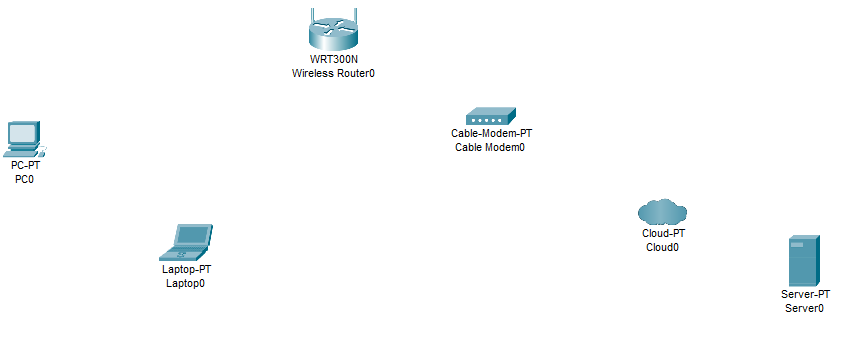 WRT300N
Wireless Router0
Cable-Modem-PT
Cable Modem0
PC-PT
PC0
Cloud-PT
Cloud0
Laptop-PT
Laptop0
Server-PT
Server0